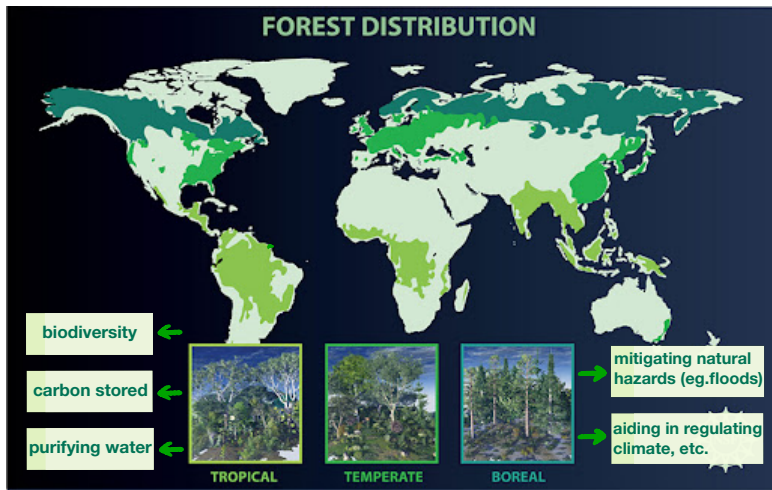 FOREST DISTRIBUTION
biodiversity
carbon stored
purifying water
mitigating natural
hazards (eg.floods)
aiding in regulating
climate, etc.
TROPICAL
TEMPERATE
BOREAL